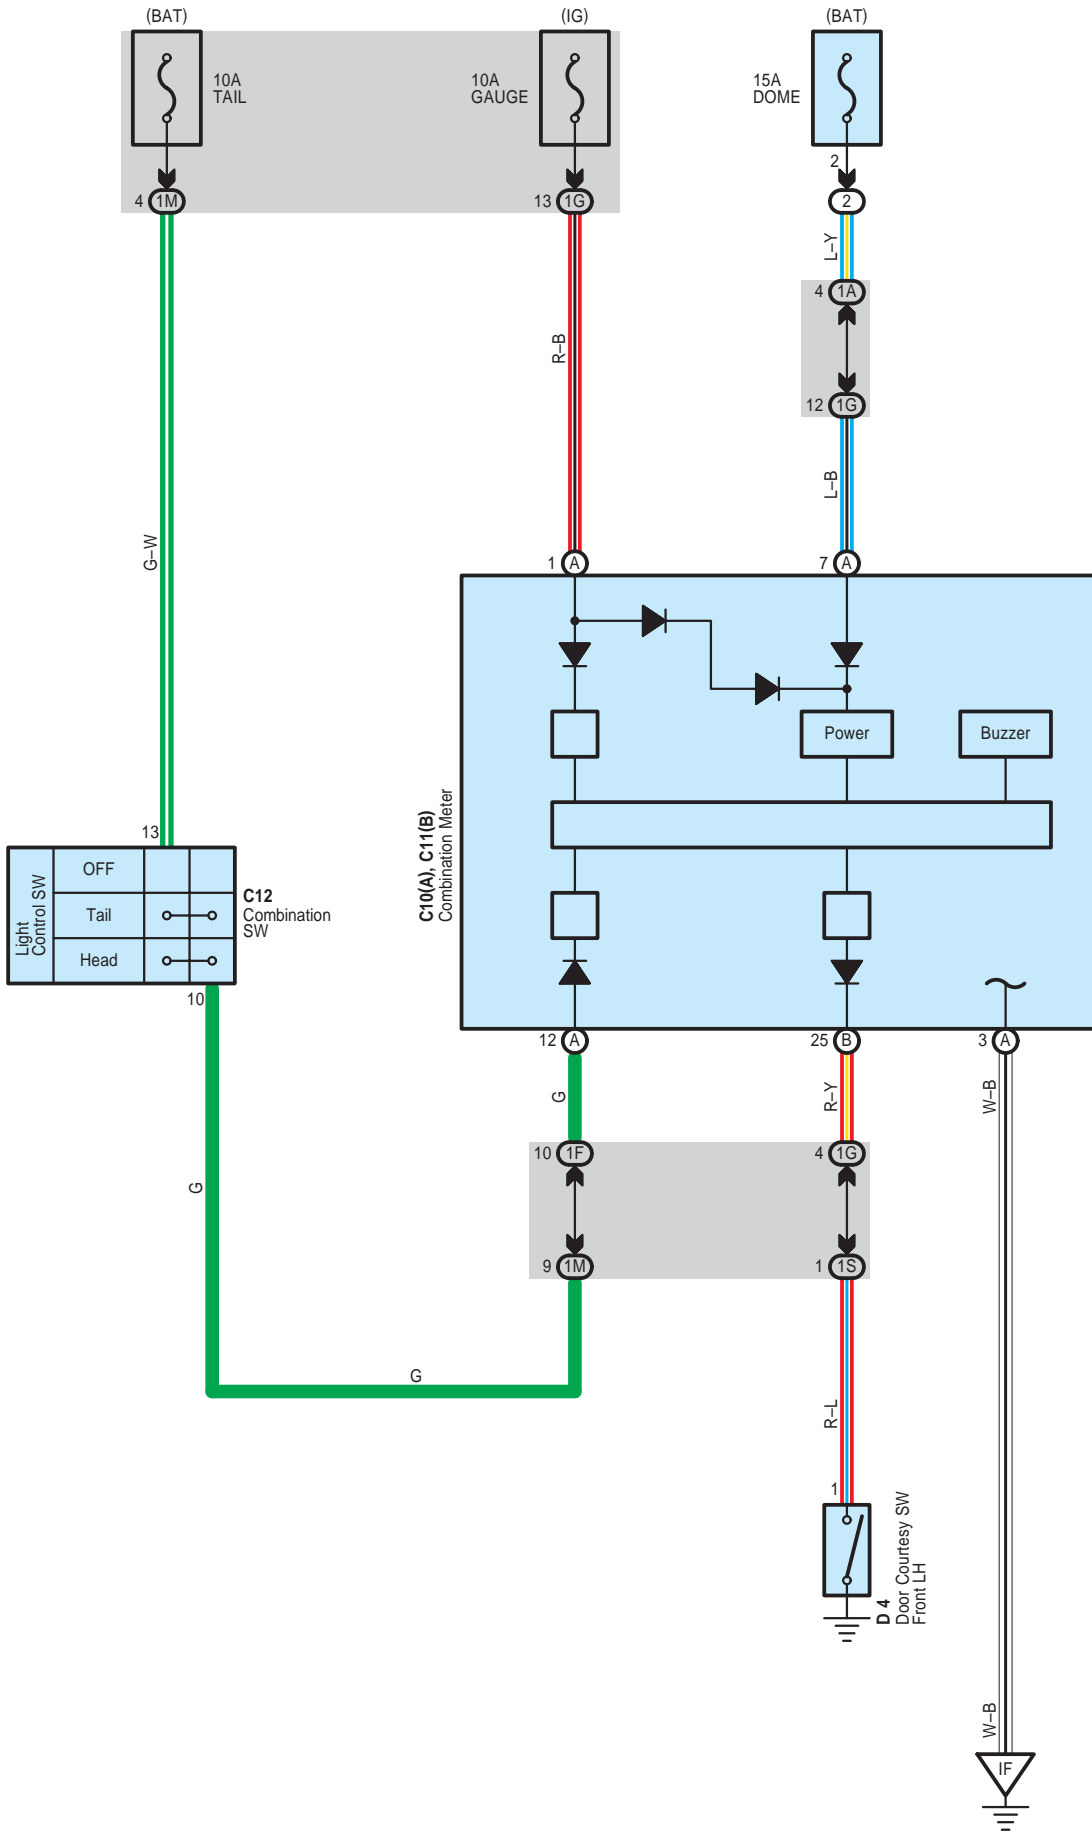 (BAT)
(IG)
(BAT)
10A
TAIL
10A
GAUGE
15A
DOME
2
4 1M
13 1G
2
L–Y
4 1A
R–B
12 1G
L–B
G–W
1 A
7 A
Power
Buzzer
C10(A), C11(B)
Combination Meter
13
Light
Control SW
OFF
Tail
Head
C12
Combination
SW
10
12 A
25 B
3 A
G
R–Y
W–B
10 1F
4 1G
G
9 1M
1 1S
G
R–L
1
D 4
Door Courtesy SW
Front LH
W–B
IF